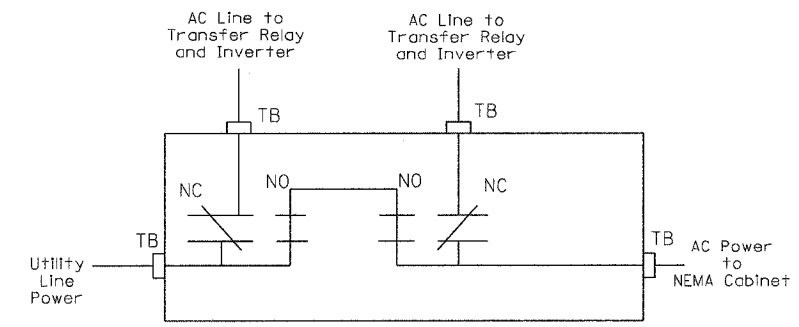 AC Line to
Transfer Relay
and Inverter
AC Line to
Transfer Relay
and Inverter
TB
TB
NC
NO
NO
NC
TB
TB
Utility
Line
Power
AC Power
to
NEMA Cabinet